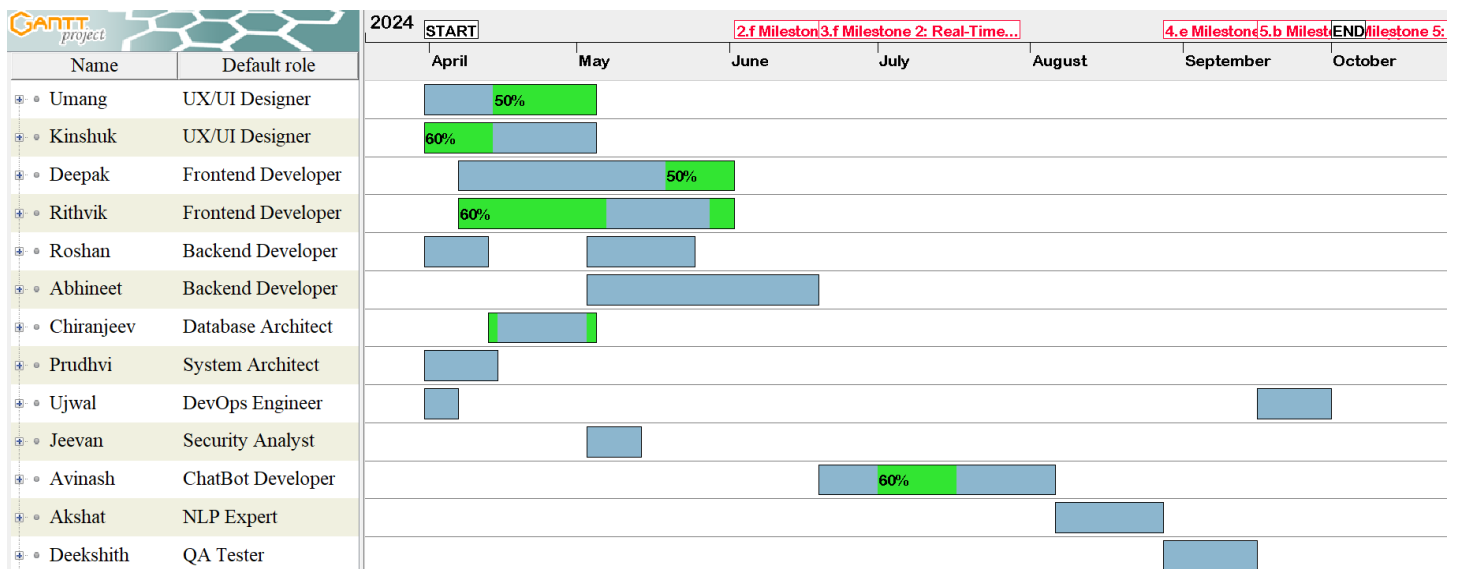 GANTT
project
2024
START
2.f Mileston
3.f Milestone 2: Real-Time...
4.e Milestone
5.b Milest
END
Milestone 5:
Name Default role
April May June July August September October
Umang UX/UI Designer 50%
Kinshuk UX/UI Designer 60%
Deepak Frontend Developer 50%
Rithvik Frontend Developer 60%
Roshan Backend Developer
Abhineet Backend Developer
Chiranjeev Database Architect
Prudhvi System Architect
Ujwal DevOps Engineer
Jeevan Security Analyst
Avinash ChatBot Developer 60%
Akshat NLP Expert
Deekshith QA Tester